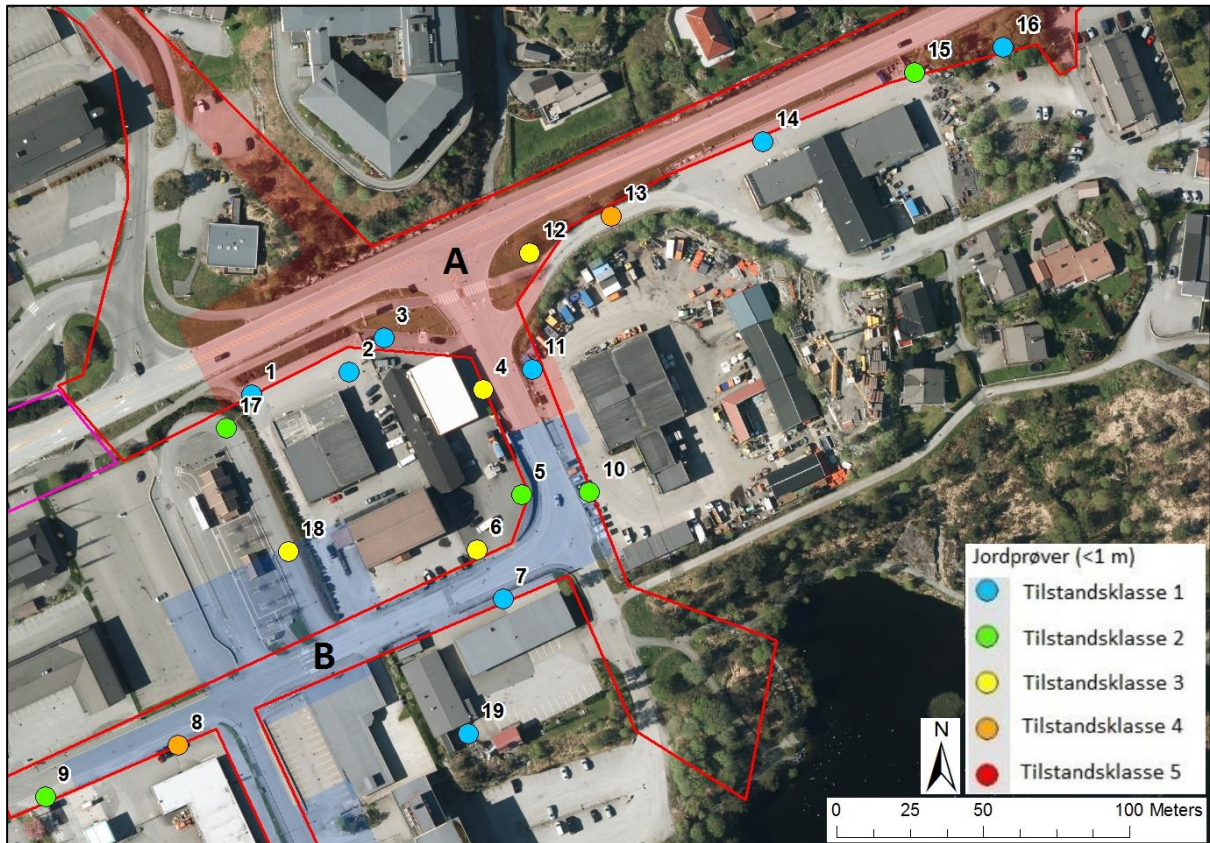 16
15
14
13
12
A
3
11
2
4
1
17
10
5
18
6
7
B
19
8
9
Jordprøver (<1 m)
Tilstandsklasse 1
Tilstandsklasse 2
Tilstandsklasse 3
Tilstandsklasse 4
Tilstandsklasse 5
N
0 25 50 100 Meters